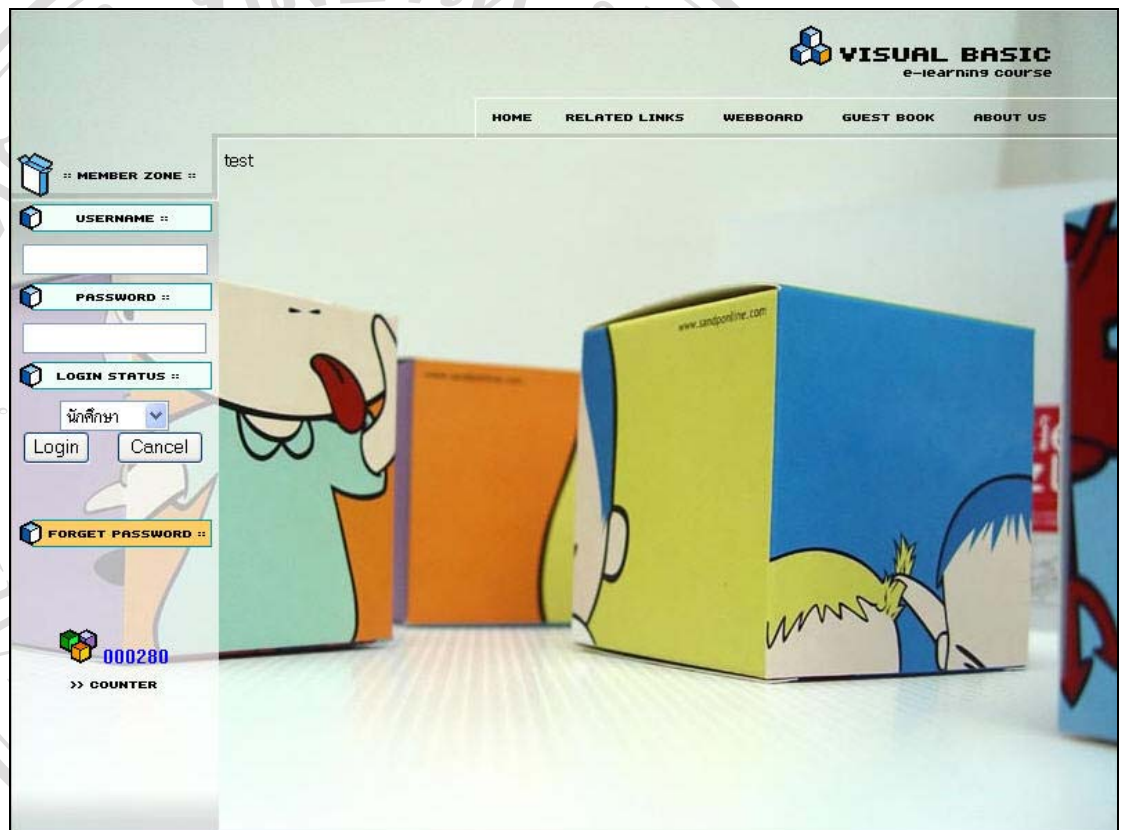 VISUAL BASIC
e-learning course
HOME RELATED LINKS WEBBOARD GUEST BOOK ABOUT US
:: MEMBER ZONE ::
test
USERNAME ::
PASSWORD ::
LOGIN STATUS ::
นักศึกษา
Login Cancel
FORGET PASSWORD ::
000280
>> COUNTER
www.sandponline.com